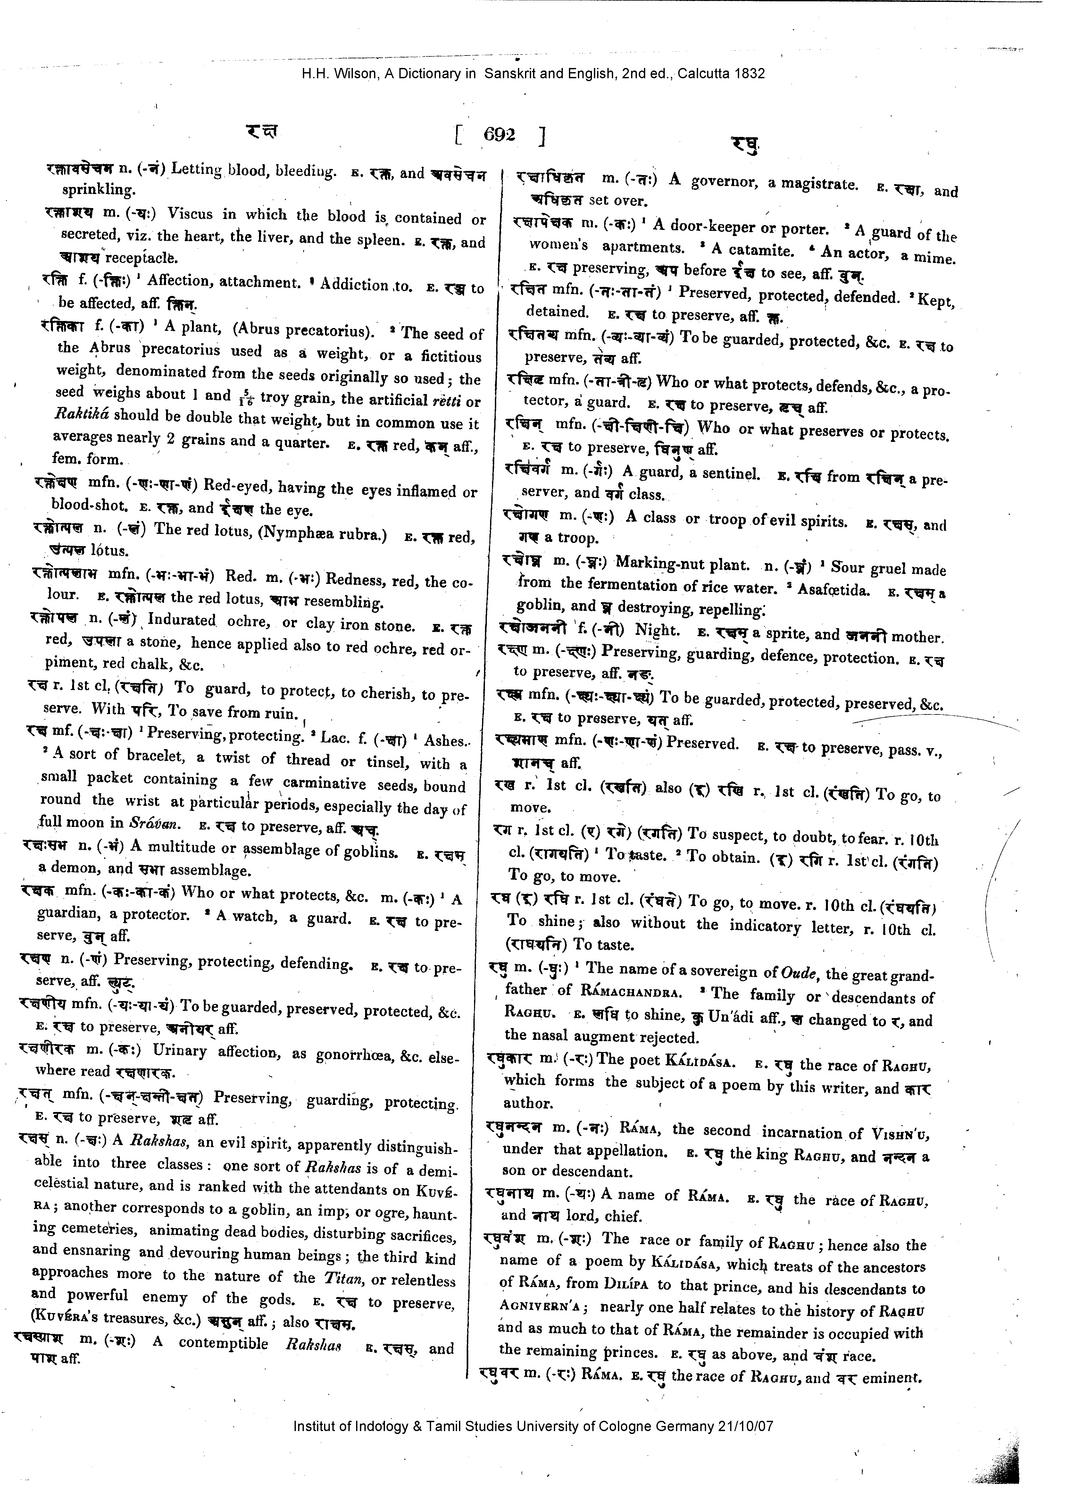 H.H. Wilson, A Dictionary in Sanskrit and English, 2nd ed., Calcutta 1832
रक्ष [ 692 ] रघु
रक्तावसेचन n. (-नं) Letting blood, bleeding. E. रक्त, and अवसेचन
sprinkling.
रक्ताशय m. (-यः) Viscus in which the blood is contained or
secreted, viz. the heart, the liver, and the spleen. E. रक्त, and
आशय receptacle.
रक्ति f. (-क्तिः) ¹ Affection, attachment. ² Addiction to. E. रञ्ज to
be affected, aff. क्तिन्.
रक्तिका f. (-का) ¹ A plant, (Abrus precatorius). ² The seed of
the Abrus precatorius used as a weight, or a fictitious
weight, denominated from the seeds originally so used; the
seed weighs about 1 and 5/16 troy grain, the artificial retti or
Raktiká should be double that weight, but in common use it
averages nearly 2 grains and a quarter. E. रक्त red, कन् aff.,
fem. form.
रक्तेक्षण mfn. (-णः-णा-णं) Red-eyed, having the eyes inflamed or
blood-shot. E. रक्त, and ईक्षण the eye.
रक्तोत्पल n. (-लं) The red lotus, (Nymphæa rubra.) E. रक्त red,
उत्पल lotus.
रक्तोत्पलाभ mfn. (-भः-भा-भं) Red. m. (-भः) Redness, red, the co-
lour. E. रक्तोत्पल the red lotus, आभ resembling.
रक्तोपल n. (-लं) Indurated ochre, or clay iron stone. E. रक्त
red, उपला a stone, hence applied also to red ochre, red or-
piment, red chalk, &c.
रक्ष r. 1st cl. (रक्षति) To guard, to protect, to cherish, to pre-
serve. With परि, To save from ruin.
रक्ष mf. (-क्षः-क्षा) ¹ Preserving, protecting. ² Lac. f. (-क्षा) ¹ Ashes.
² A sort of bracelet, a twist of thread or tinsel, with a
small packet containing a few carminative seeds, bound
round the wrist at particular periods, especially the day of
full moon in Srávan. E. रक्ष to preserve, aff. अच्.
रक्षःसभ n. (-भं) A multitude or assemblage of goblins. E. रक्षस्
a demon, and सभा assemblage.
रक्षक mfn. (-कः-का-कं) Who or what protects, &c. m. (-कः) ¹ A
guardian, a protector. ² A watch, a guard. E. रक्ष to pre-
serve, वुन् aff.
रक्षण n. (-णं) Preserving, protecting, defending. E. रक्ष to pre-
serve, aff. ल्युट्.
रक्षणीय mfn. (-यः-या-यं) To be guarded, preserved, protected, &c.
E. रक्ष to preserve, अनीयर् aff.
रक्षणीरक m. (-कः) Urinary affection, as gonorrhœa, &c. else-
where read रक्षणारक.
रक्षत् mfn. (-क्षन्-क्षन्ती-क्षत्) Preserving, guarding, protecting.
E. रक्ष to preserve, शतृ aff.
रक्षस् n. (-क्षः) A Rakshas, an evil spirit, apparently distinguish-
able into three classes: one sort of Rakshas is of a demi-
celestial nature, and is ranked with the attendants on KUVÉ-
RA; another corresponds to a goblin, an imp, or ogre, haunt-
ing cemeteries, animating dead bodies, disturbing sacrifices,
and ensnaring and devouring human beings; the third kind
approaches more to the nature of the Titan, or relentless
and powerful enemy of the gods. E. रक्ष to preserve,
(KUVÉRA's treasures, &c.) असुन् aff.; also राक्षस.
रक्षस्पाश m. (-शः) A contemptible Rakshas E. रक्षस्, and
पाश aff.
रक्षाधिकृत m. (-तः) A governor, a magistrate. E. रक्षा, and
अधिकृत set over.
रक्षापेक्षक m. (-कः) ¹ A door-keeper or porter. ² A guard of the
women's apartments. ³ A catamite. ⁴ An actor, a mime.
E. रक्ष preserving, अप before ईक्ष to see, aff. वुन्.
रक्षित mfn. (-तः-ता-तं) ¹ Preserved, protected, defended. ² Kept,
detained. E. रक्ष to preserve, aff. क्त.
रक्षितव्य mfn. (-व्यः-व्या-व्यं) To be guarded, protected, &c. E. रक्ष to
preserve, तव्य aff.
रक्षितृ mfn. (-ता-त्री-तृ) Who or what protects, defends, &c., a pro-
tector, a guard. E. रक्ष to preserve, तृच् aff.
रक्षिन् mfn. (-क्षी-क्षिणी-क्षि) Who or what preserves or protects.
E. रक्ष to preserve, घिनुण् aff.
रक्षिवर्ग m. (-र्गः) A guard, a sentinel. E. रक्षि from रक्षिन् a pre-
server, and वर्ग class.
रक्षोगण m. (-णः) A class or troop of evil spirits. E. रक्षस्, and
गण a troop.
रक्षोघ्न m. (-घ्नः) Marking-nut plant. n. (-घ्नं) ¹ Sour gruel made
from the fermentation of rice water. ² Asafœtida. E. रक्षस् a
goblin, and घ्न destroying, repelling.
रक्षोजननी f. (-नी) Night. E. रक्षस् a sprite, and जननी mother.
रक्ष्ण m. (-क्ष्णः) Preserving, guarding, defence, protection. E. रक्ष
to preserve, aff. नङ्.
रक्ष्य mfn. (-क्ष्यः-क्ष्या-क्ष्यं) To be guarded, protected, preserved, &c.
E. रक्ष to preserve, यत् aff.
रक्ष्यमाण mfn. (-णः-णा-णं) Preserved. E. रक्ष to preserve, pass. v.,
शानच् aff.
रख r. 1st cl. (रखति) also (इ) रखि r. 1st cl. (रंखति) To go, to
move.
रग r. 1st cl. (ए) रगे) (रगति) To suspect, to doubt, to fear. r. 10th
cl. (रागयति) ¹ To taste. ² To obtain. (इ) रगि r. 1st cl. (रंगति)
To go, to move.
रघ (इ) रघि r. 1st cl. (रंघते) To go, to move. r. 10th cl. (रंघयति)
To shine; also without the indicatory letter, r. 10th cl.
(राघयति) To taste.
रघु m. (-घुः) ¹ The name of a sovereign of Oude, the great grand-
father of RÁMACHANDRA. ² The family or descendants of
RAGHU. E. लघि to shine, कु Un'ádi aff., ल changed to र, and
the nasal augment rejected.
रघुकार m. (-रः) The poet KÁLIDÁSA. E. रघु the race of RAGHU,
which forms the subject of a poem by this writer, and कार
author.
रघुनन्दन m. (-नः) RÁMA, the second incarnation of VISHN'U,
under that appellation. E. रघु the king RAGHU, and नन्दन a
son or descendant.
रघुनाथ m. (-थः) A name of RÁMA. E. रघु the race of RAGHU,
and नाथ lord, chief.
रघुवंश m. (-शः) The race or family of RAGHU; hence also the
name of a poem by KÁLIDÁSA, which treats of the ancestors
of RÁMA, from DILÍPA to that prince, and his descendants to
AGNIVERN'A; nearly one half relates to the history of RAGHU
and as much to that of RÁMA, the remainder is occupied with
the remaining princes. E. रघु as above, and वंश race.
रघुवर m. (-रः) RÁMA. E. रघु the race of RAGHU, and वर eminent.
Institut of Indology & Tamil Studies University of Cologne Germany 21/10/07